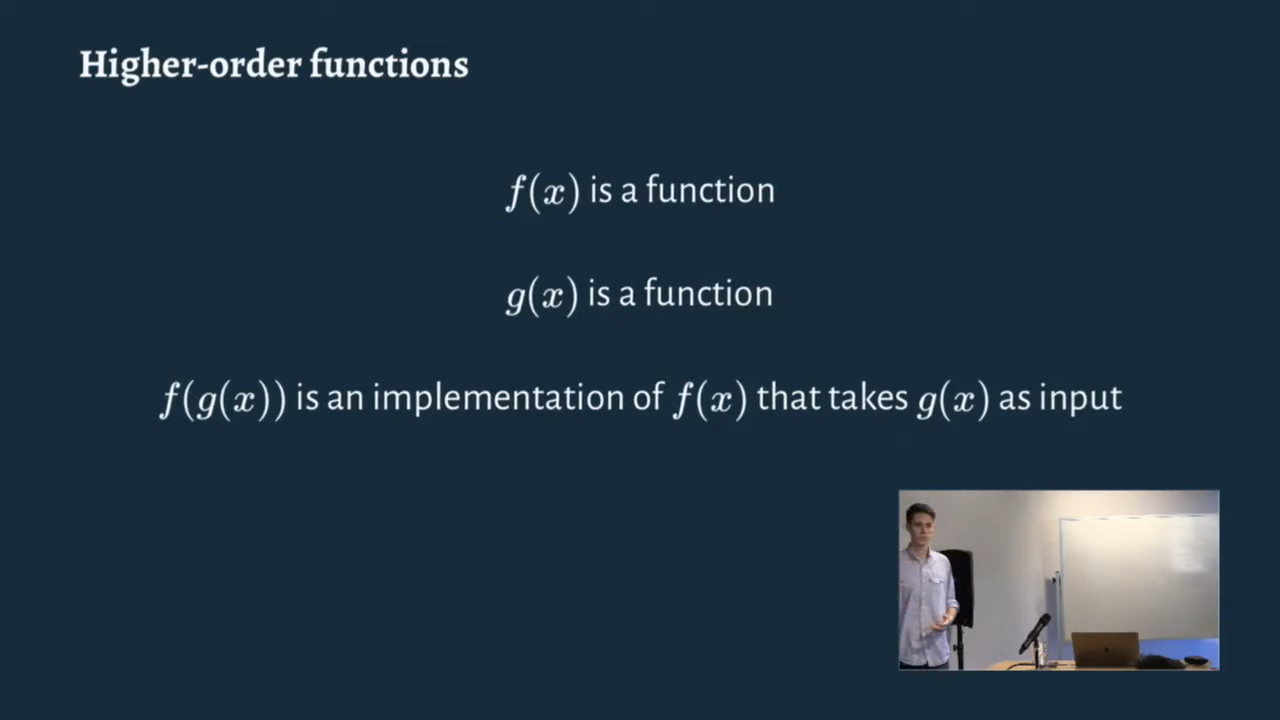 Higher-order functions
f(x) is a function
g(x) is a function
f(g(x)) is an implementation of f(x) that takes g(x) as input